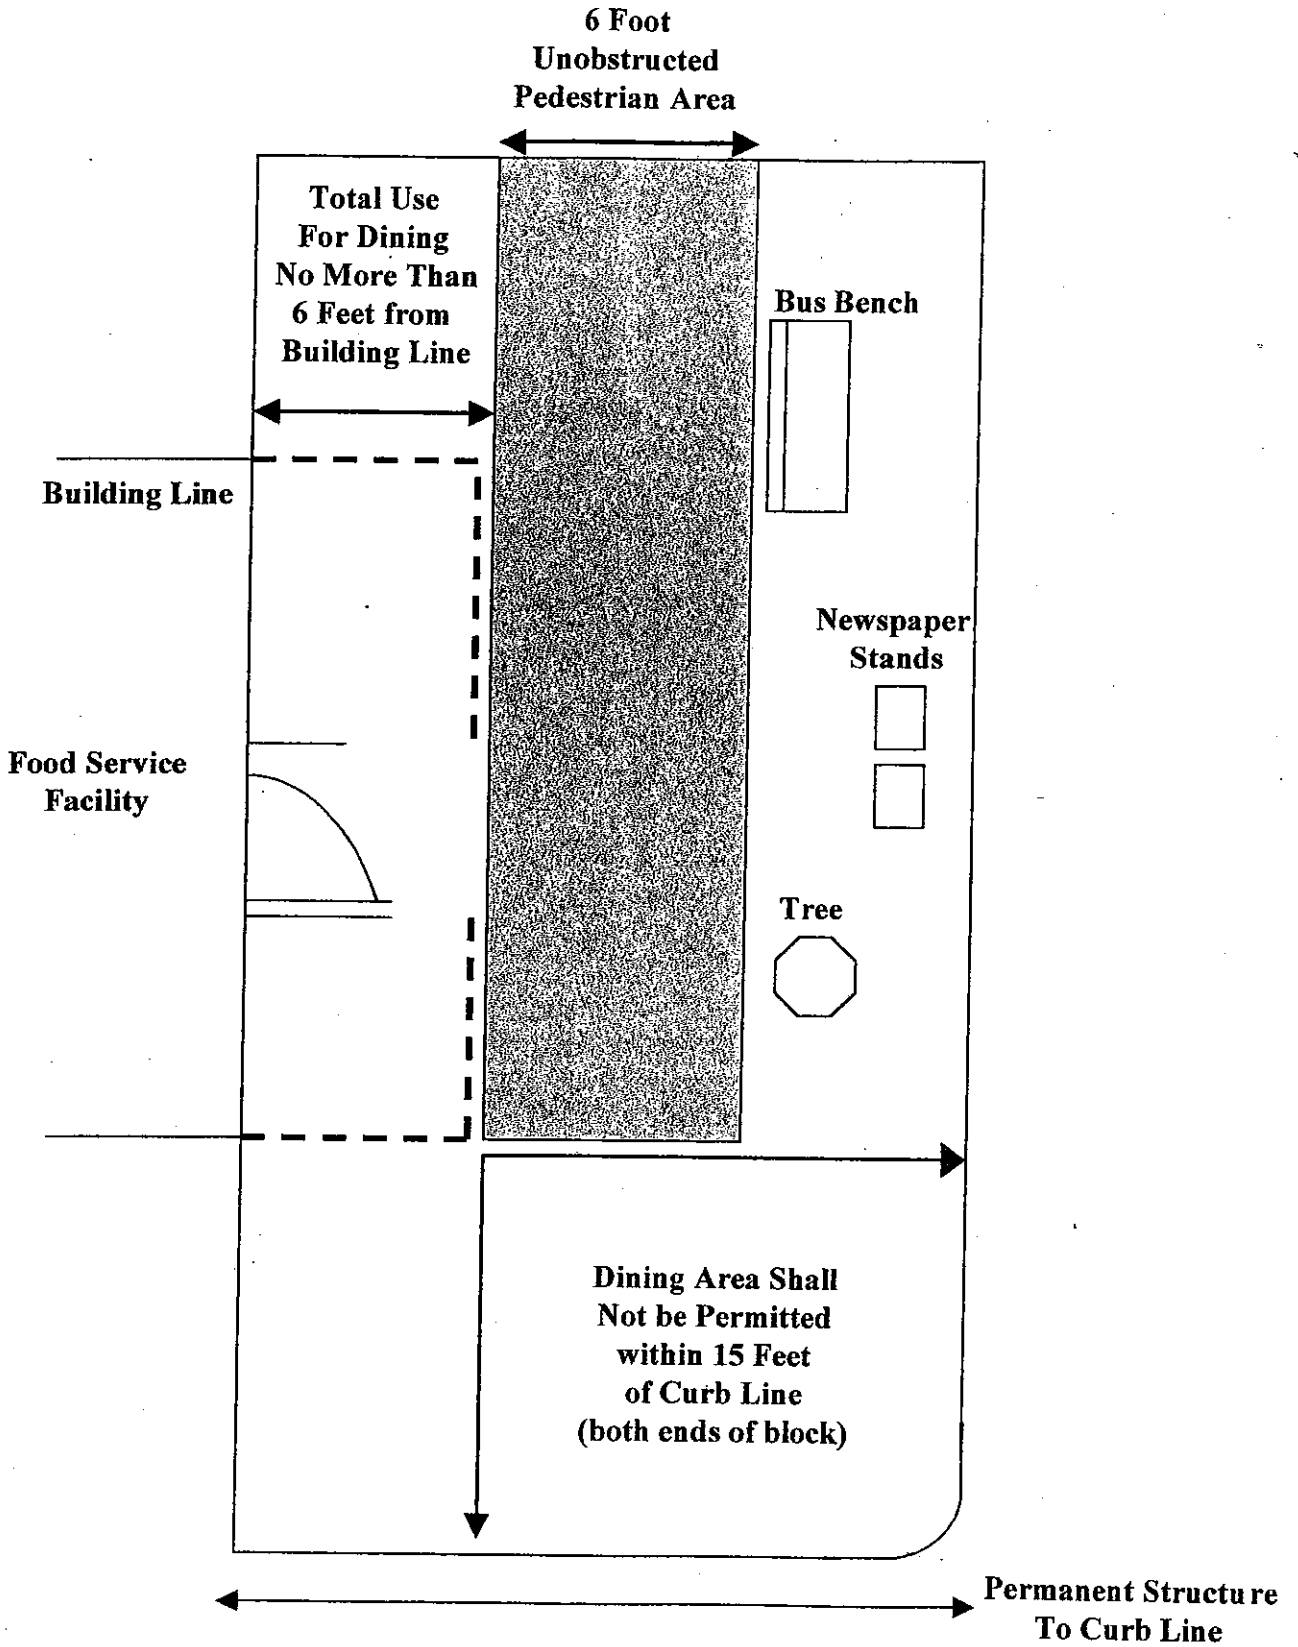 6 Foot
Unobstructed
Pedestrian Area
Total Use
For Dining
No More Than
6 Feet from
Building Line
Bus Bench
Building Line
Newspaper
Stands
Food Service
Facility
Tree
Dining Area Shall
Not be Permitted
within 15 Feet
of Curb Line
(both ends of block)
Permanent Structure
To Curb Line